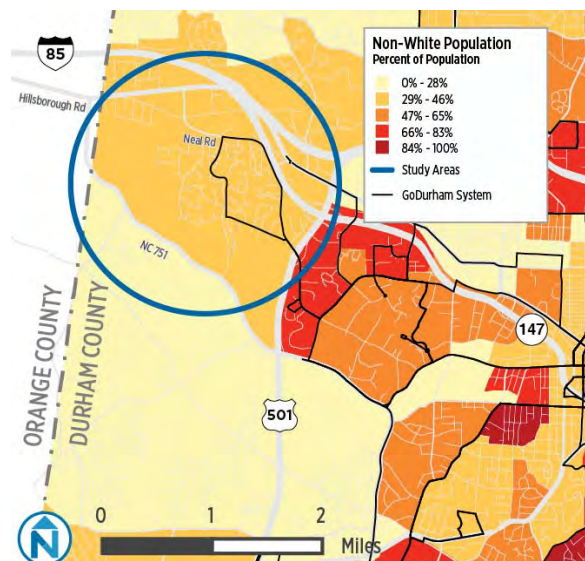 85
Hillsborough Rd
Neal Rd
NC 751
Non-White Population
Percent of Population
0% - 28%
29% - 46%
47% - 65%
66% - 83%
84% - 100%
Study Areas
GoDurham System
147
501
ORANGE COUNTY
DURHAM COUNTY
N
0 1 2
Miles